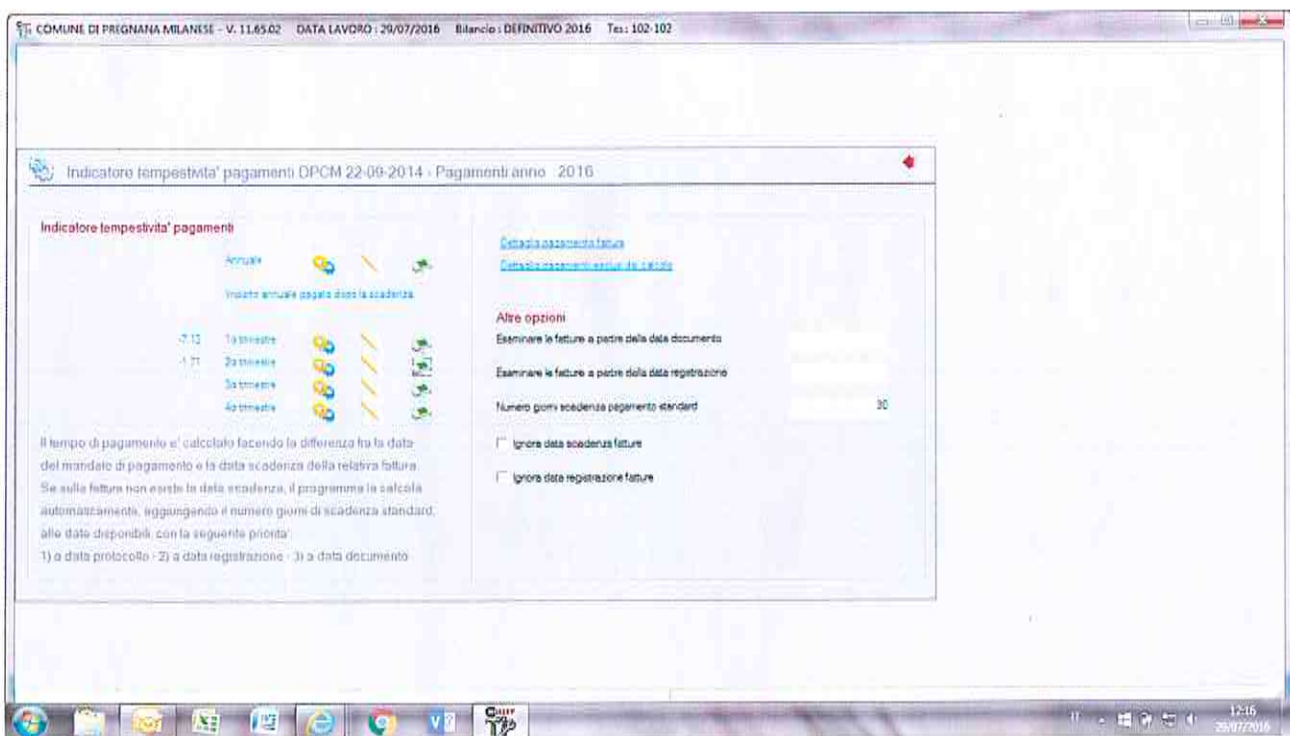 COMUNE DI PREGNANA MILANESE - V. 11.65.02 DATA LAVORO : 29/07/2016 Bilancio : DEFINITIVO 2016 Tes.: 102-102
Indicatore tempestivita' pagamenti DPCM 22-09-2014 - Pagamenti anno 2016
Indicatore tempestivita' pagamenti
Annuale
Importo annuale pagato dopo la scadenza
-7,13 1o trimestre
2o trimestre
3o trimestre
4o trimestre
Il tempo di pagamento e' calcolato facendo la differenza fra la data
del mandato di pagamento e la data scadenza della relativa fattura.
Se sulla fattura non esiste la data scadenza, il programma la calcola
automaticamente, aggiungendo il numero giorni di scadenza standard,
alle date disponibili, con la seguente priorita':
1) a data protocollo - 2) a data registrazione - 3) a data documento
Dettaglio pagamento fatture
Dettaglio pagamenti esclusi dal calcolo
Altre opzioni
Esaminare le fatture a partire dalla data documento
Esaminare le fatture a partire dalla data registrazione
Numero giorni scadenza pagamento standard 30
Ignora data scadenza fatture
Ignora data registrazione fatture
12:16
29/07/2016